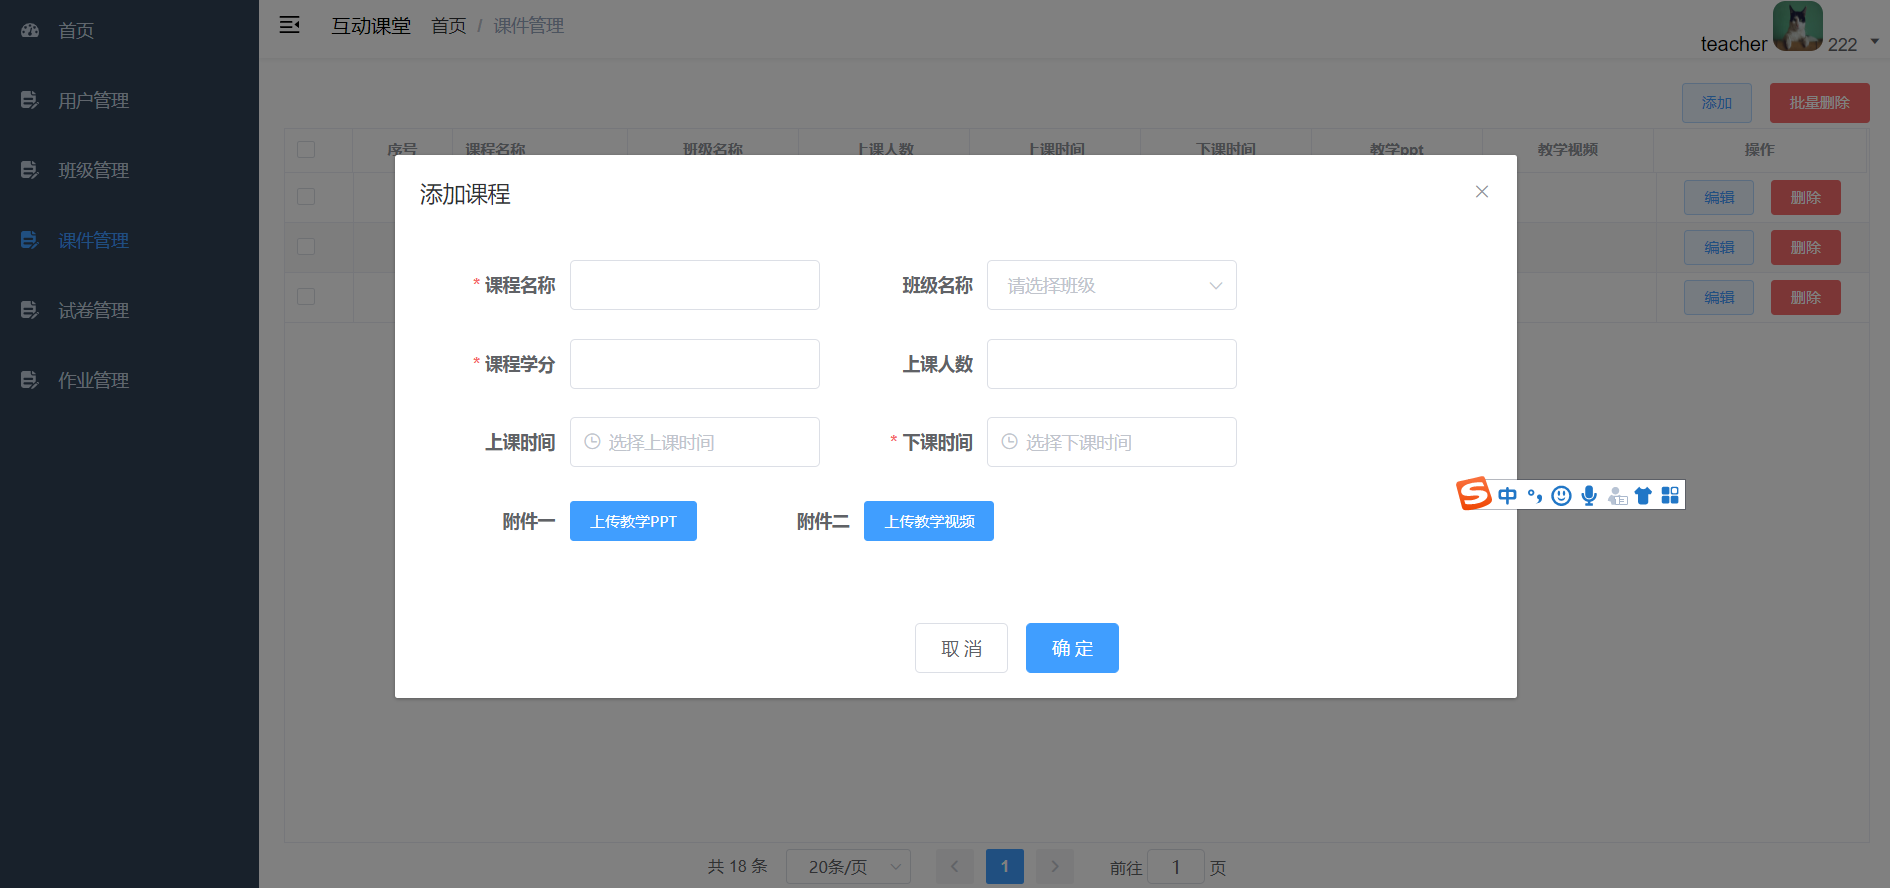 首页
用户管理
班级管理
课件管理
试卷管理
作业管理
互动课堂 首页 / 课件管理
teacher 222
添加 批量删除
序号 课程名称 班级名称 上课人数 上课时间 下课时间 教学ppt 教学视频 操作
编辑 删除
编辑 删除
编辑 删除
添加课程
* 课程名称 班级名称 请选择班级
* 课程学分 上课人数
上课时间 选择上课时间 * 下课时间 选择下课时间
附件一 上传教学PPT 附件二 上传教学视频
取 消 确 定
S 中 °,
共 18 条 20条/页 1 前往 1 页